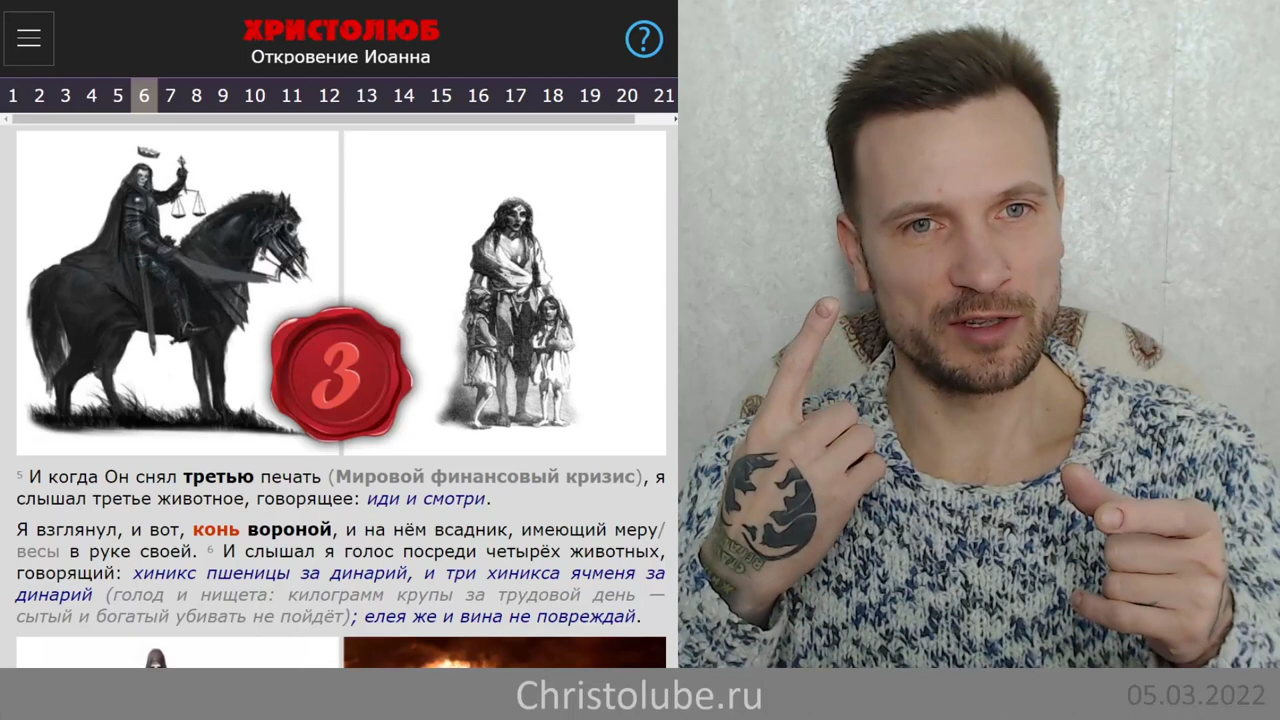 ХРИСТОЛЮБ
Откровение Иоанна
?
1 2 3 4 5 6 7 8 9 10 11 12 13 14 15 16 17 18 19 20 21
3
5 И когда Он снял третью печать (Мировой финансовый кризис), я
слышал третье животное, говорящее: иди и смотри.
Я взглянул, и вот, конь вороной, и на нём всадник, имеющий меру/
весы в руке своей. 6 И слышал я голос посреди четырёх животных,
говорящий: хиникс пшеницы за динарий, и три хиникса ячменя за
динарий (голод и нищета: килограмм крупы за трудовой день —
сытый и богатый убивать не пойдёт); елея же и вина не повреждай.
Christolube.ru
05.03.2022